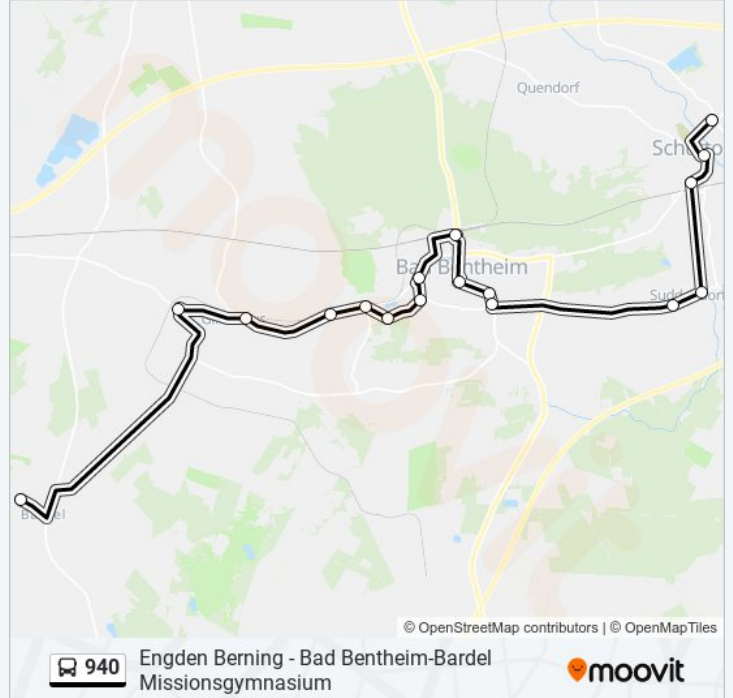 Quendorf
Bad Bentheim
© OpenStreetMap contributors | © OpenMapTiles
940
Engden Berning - Bad Bentheim-Bardel
Missionsgymnasium
moovit